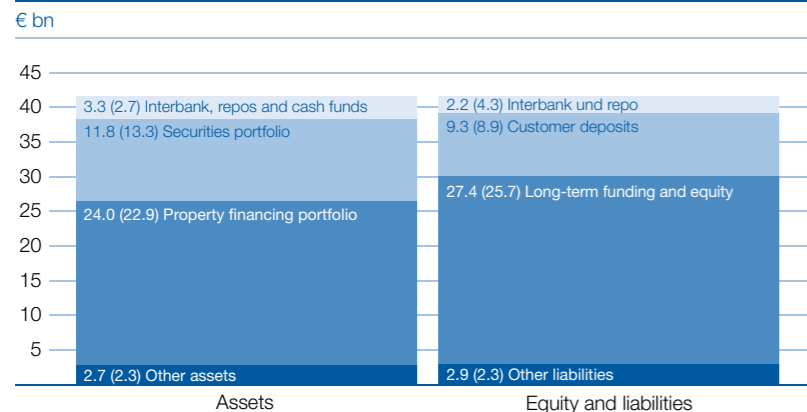 € bn
45
40
35
30
25
20
15
10
5
3.3 (2.7) Interbank, repos and cash funds
11.8 (13.3) Securities portfolio
24.0 (22.9) Property financing portfolio
2.7 (2.3) Other assets
2.2 (4.3) Interbank und repo
9.3 (8.9) Customer deposits
27.4 (25.7) Long-term funding and equity
2.9 (2.3) Other liabilities
Assets
Equity and liabilities